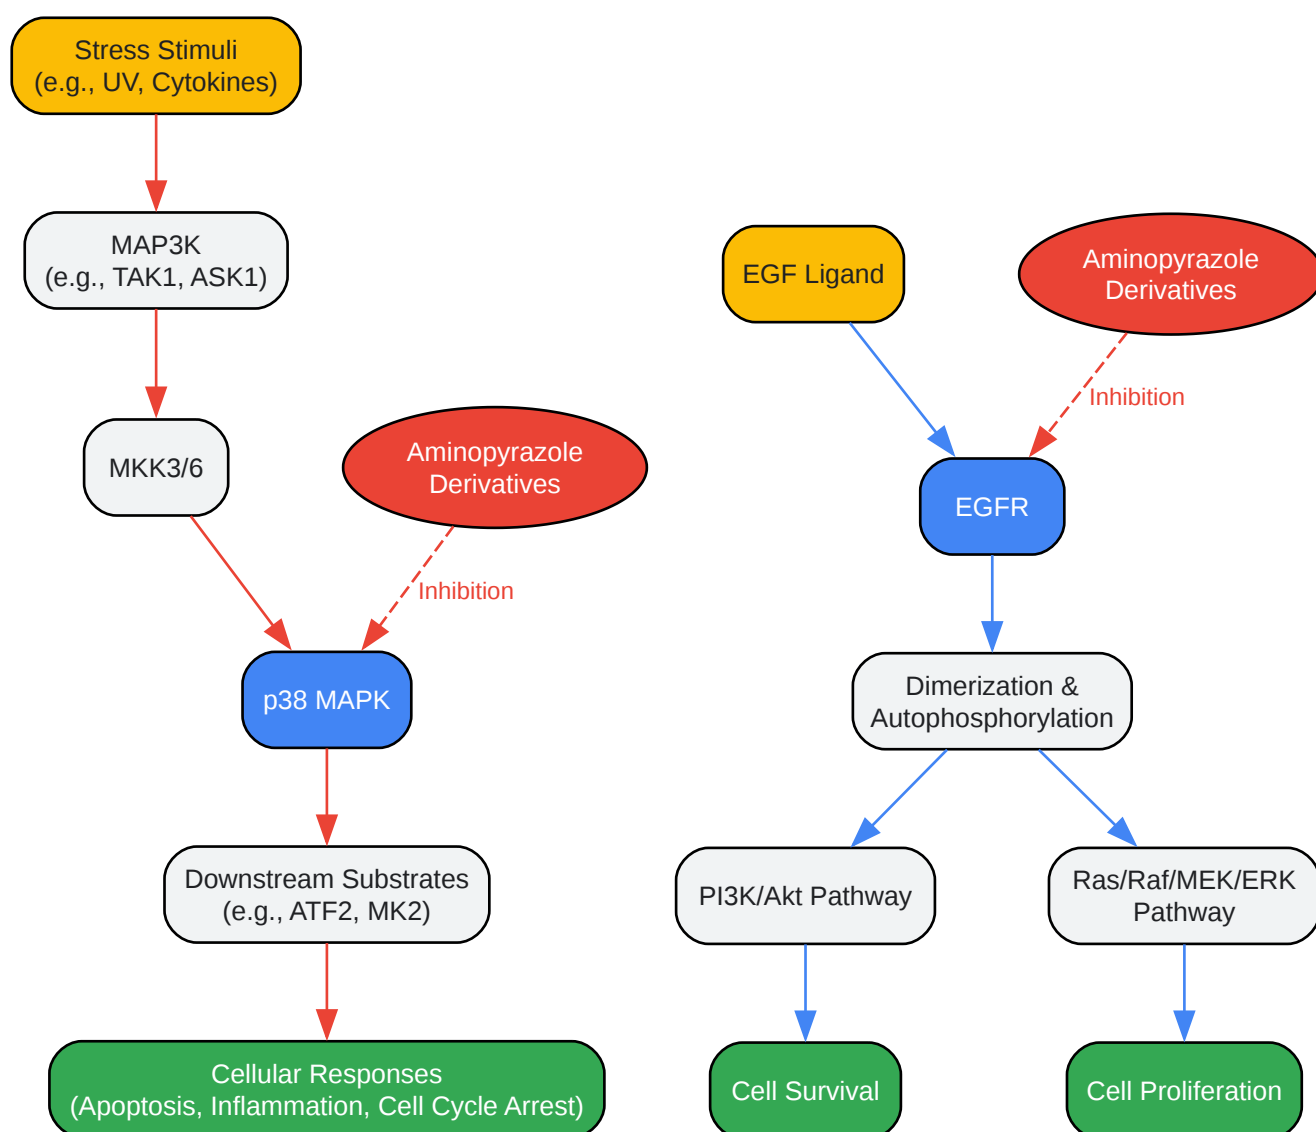 Stress Stimuli
(e.g., UV, Cytokines)
MAP3K
(e.g., TAK1, ASK1)
MKK3/6
Aminopyrazole
Derivatives
Inhibition
p38 MAPK
Downstream Substrates
(e.g., ATF2, MK2)
Cellular Responses
(Apoptosis, Inflammation, Cell Cycle Arrest)
EGF Ligand
Aminopyrazole
Derivatives
Inhibition
EGFR
Dimerization &
Autophosphorylation
PI3K/Akt Pathway
Ras/Raf/MEK/ERK
Pathway
Cell Survival
Cell Proliferation